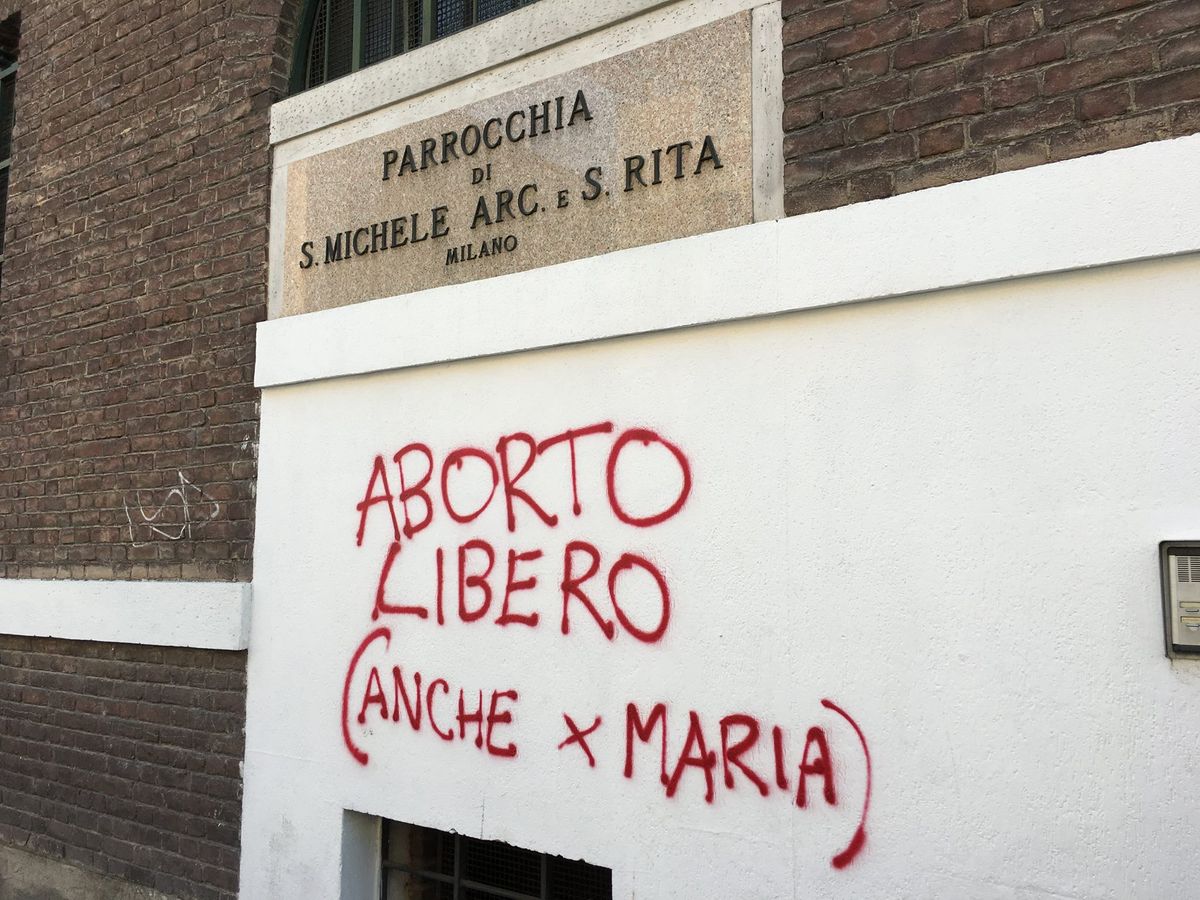 PARROCCHIA
DI
S. MICHELE ARC. E S. RITA
MILANO
ABORTO
LIBERO
(ANCHE x MARIA)